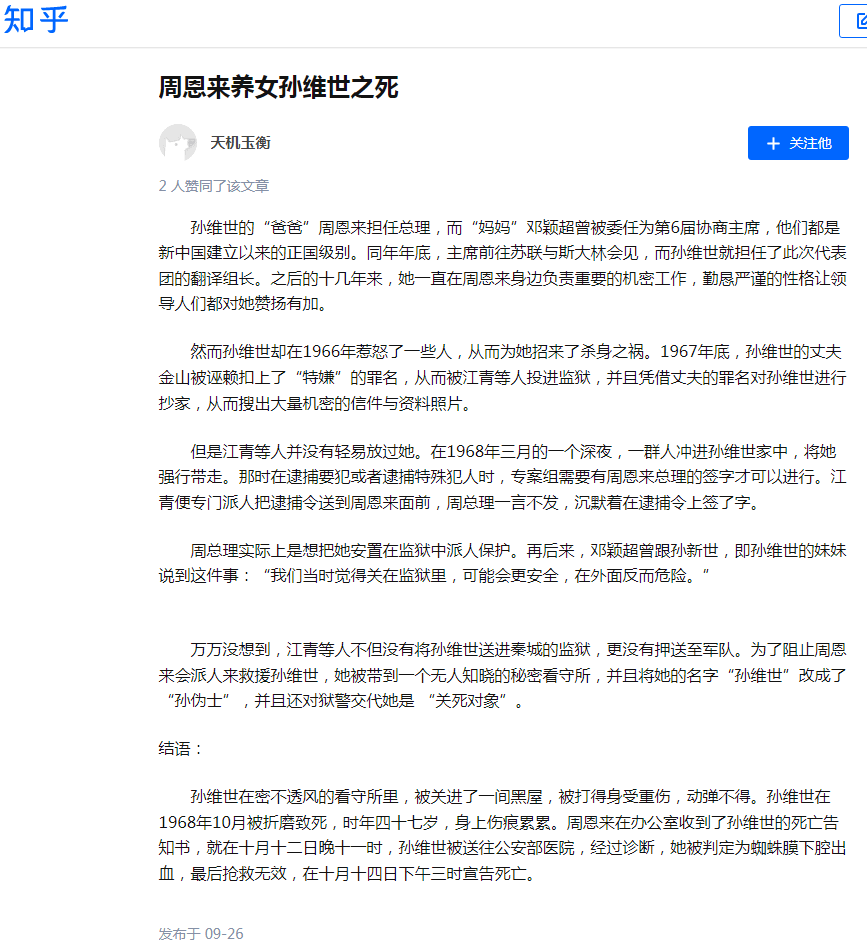 知乎
周恩来养女孙维世之死
天机玉衡
+ 关注他
2 人赞同了该文章
孙维世的“爸爸”周恩来担任总理，而“妈妈”邓颖超曾被委任为第6届协商主席，他们都是
新中国建立以来的正国级别。同年年底，主席前往苏联与斯大林会见，而孙维世就担任了此次代表
团的翻译组长。之后的十几年来，她一直在周恩来身边负责重要的机密工作，勤恳严谨的性格让领
导人们都对她赞扬有加。
然而孙维世却在1966年惹怒了一些人，从而为她招来了杀身之祸。1967年底，孙维世的丈夫
金山被诬赖扣上了“特嫌”的罪名，从而被江青等人投进监狱，并且凭借丈夫的罪名对孙维世进行
抄家，从而搜出大量机密的信件与资料照片。
但是江青等人并没有轻易放过她。在1968年三月的一个深夜，一群人冲进孙维世家中，将她
强行带走。那时在逮捕要犯或者逮捕特殊犯人时，专案组需要有周恩来总理的签字才可以进行。江
青便专门派人把逮捕令送到周恩来面前，周总理一言不发，沉默着在逮捕令上签了字。
周总理实际上是想把她安置在监狱中派人保护。再后来，邓颖超曾跟孙新世，即孙维世的妹妹
说到这件事：“我们当时觉得关在监狱里，可能会更安全，在外面反而危险。”
万万没想到，江青等人不但没有将孙维世送进秦城的监狱，更没有押送至军队。为了阻止周恩
来会派人来救援孙维世，她被带到一个无人知晓的秘密看守所，并且将她的名字“孙维世”改成了
“孙伪士”，并且还对狱警交代她是 “关死对象”。
结语：
孙维世在密不透风的看守所里，被关进了一间黑屋，被打得身受重伤，动弹不得。孙维世在
1968年10月被折磨致死，时年四十七岁，身上伤痕累累。周恩来在办公室收到了孙维世的死亡告
知书，就在十月十二日晚十一时，孙维世被送往公安部医院，经过诊断，她被判定为蜘蛛膜下腔出
血，最后抢救无效，在十月十四日下午三时宣告死亡。
发布于 09-26